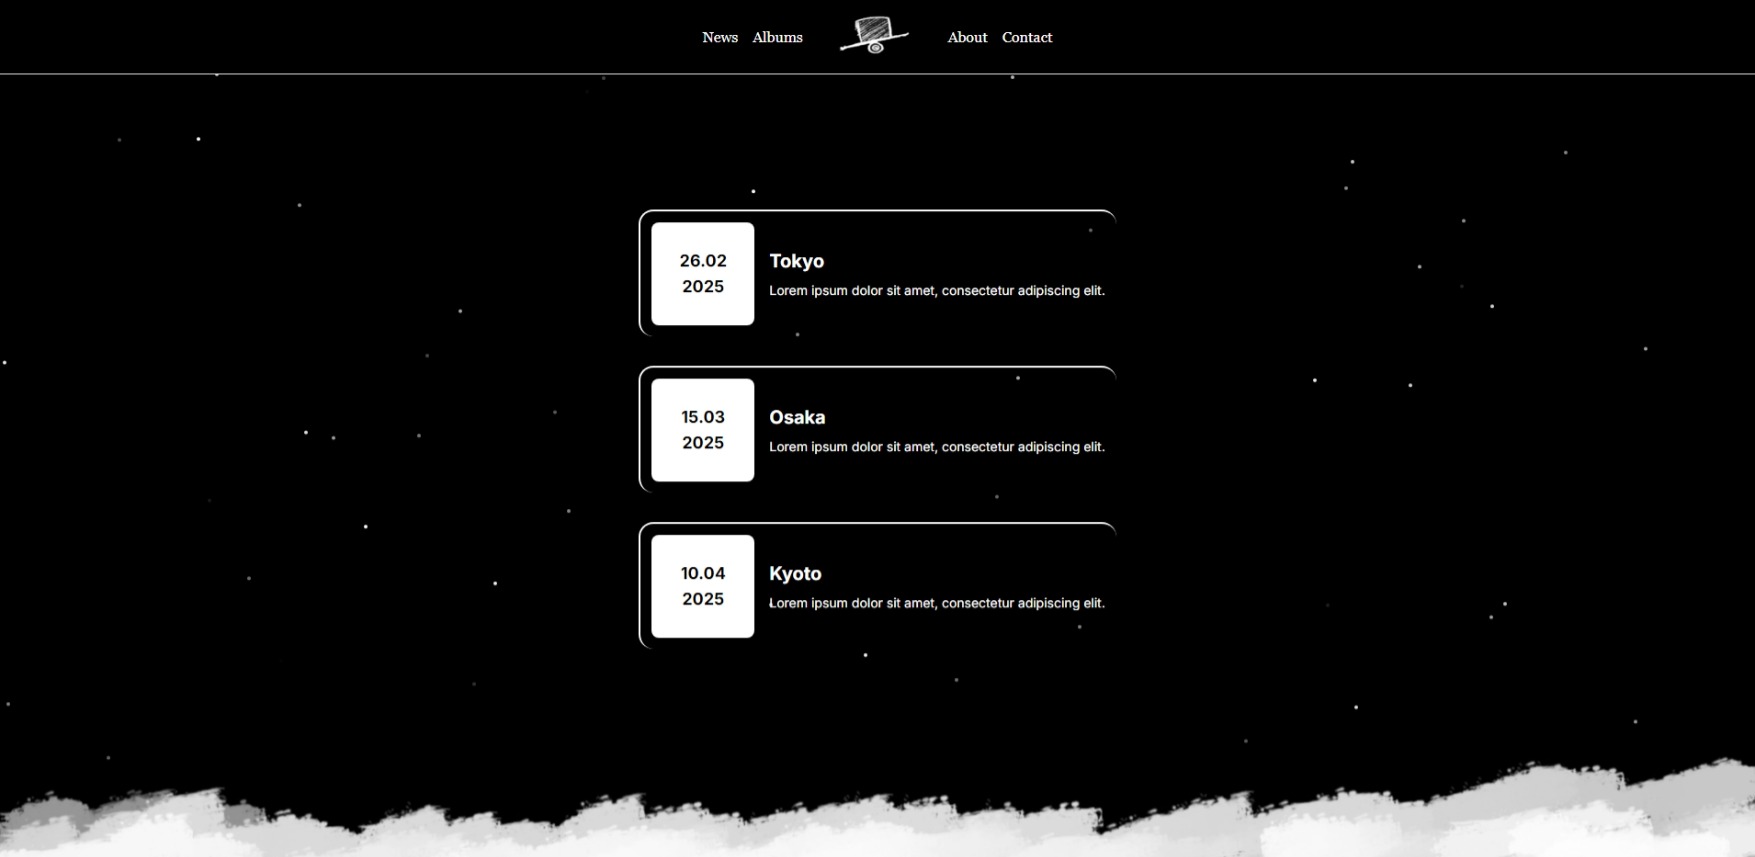 News Albums About Contact
26.02
2025
Tokyo
Lorem ipsum dolor sit amet, consectetur adipiscing elit.
15.03
2025
Osaka
Lorem ipsum dolor sit amet, consectetur adipiscing elit.
10.04
2025
Kyoto
Lorem ipsum dolor sit amet, consectetur adipiscing elit.